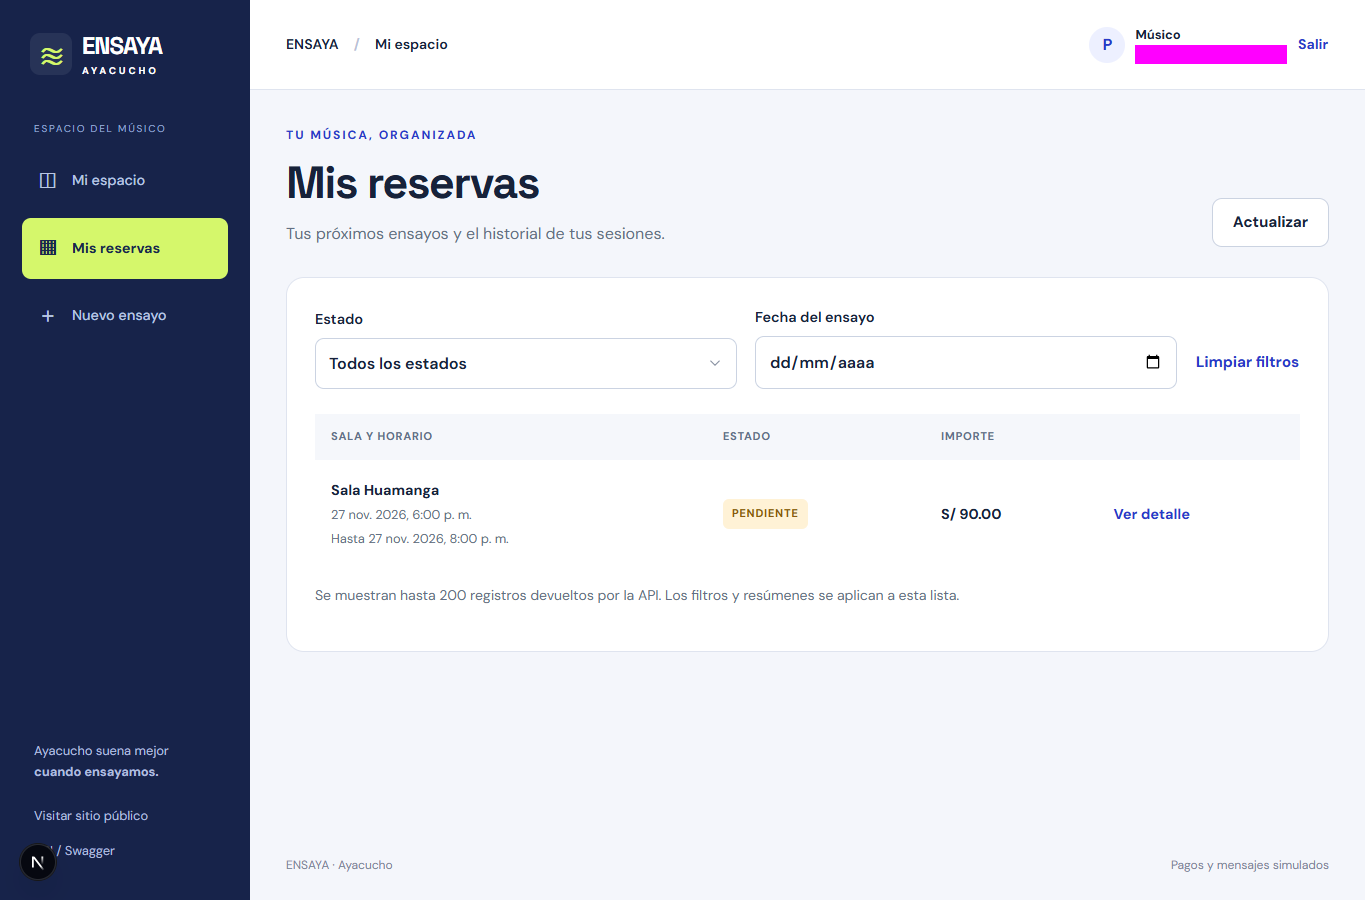 ENSAYA
AYACUCHO
ESPACIO DEL MÚSICO
Mi espacio
Mis reservas
Nuevo ensayo
Ayacucho suena mejor
cuando ensayamos.
Visitar sitio público
/ Swagger
N
ENSAYA / Mi espacio
P
Músico
Salir
TU MÚSICA, ORGANIZADA
Mis reservas
Tus próximos ensayos y el historial de tus sesiones.
Actualizar
Estado
Todos los estados
Fecha del ensayo
dd/mm/aaaa
Limpiar filtros
SALA Y HORARIO ESTADO IMPORTE
Sala Huamanga
27 nov. 2026, 6:00 p. m.
Hasta 27 nov. 2026, 8:00 p. m.
PENDIENTE
S/ 90.00
Ver detalle
Se muestran hasta 200 registros devueltos por la API. Los filtros y resúmenes se aplican a esta lista.
ENSAYA · Ayacucho
Pagos y mensajes simulados